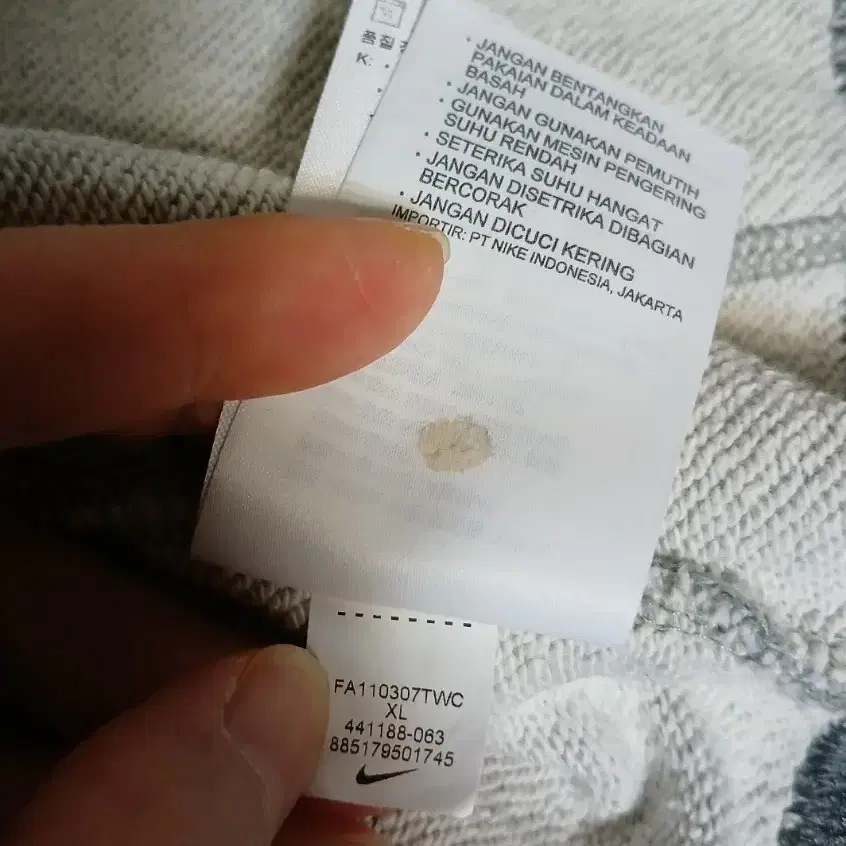 품질
K:
· JANGAN BENTANGKAN
PAKAIAN DALAM KEADAAN
BASAH
· JANGAN GUNAKAN PEMUTIH
· GUNAKAN MESIN PENGERING
SUHU RENDAH
· SETERIKA SUHU HANGAT
· JANGAN DISETRIKA DIBAGIAN
BERCORAK
· JANGAN DICUCI KERING
IMPORTIR: PT NIKE INDONESIA, JAKARTA
FA110307TWC
XL
441188-063
885179501745